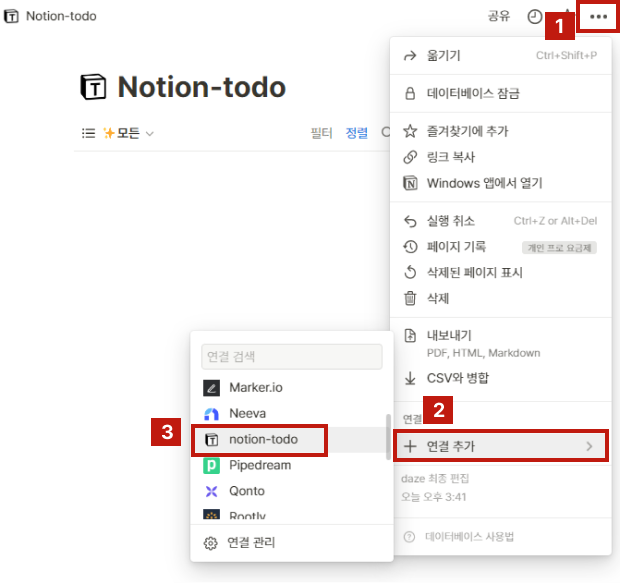 Notion-todo
공유
1
Notion-todo
✨모든
필터 정렬
옮기기 Ctrl+Shift+P
데이터베이스 잠금
즐겨찾기에 추가
링크 복사
Windows 앱에서 열기
실행 취소 Ctrl+Z or Alt+Del
페이지 기록 개인 프로 요금제
삭제된 페이지 표시
삭제
내보내기
PDF, HTML, Markdown
CSV와 병합
연결
2
연결 추가
daze 최종 편집
오늘 오후 3:41
데이터베이스 사용법
연결 검색
Marker.io
Neeva
3
notion-todo
Pipedream
Qonto
Rootly
연결 관리